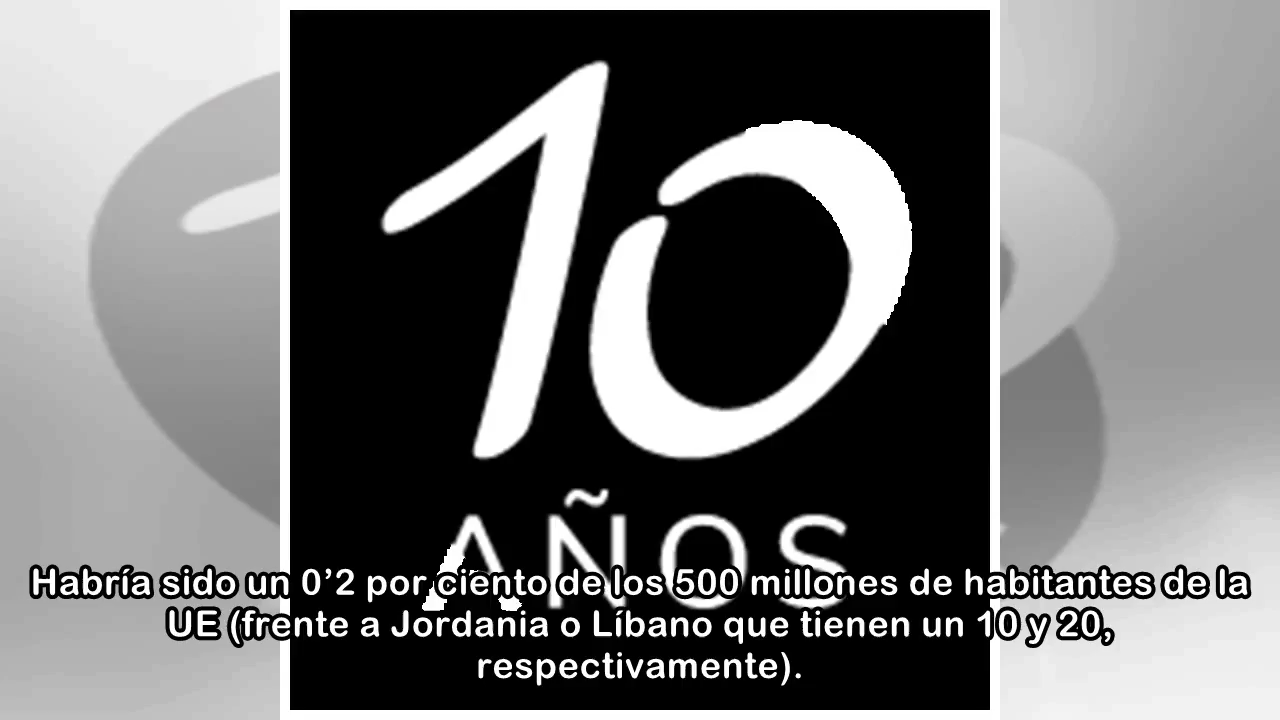 10
AÑOS
Habría sido un 0’2 por ciento de los 500 millones de habitantes de la
UE (frente a Jordania o Líbano que tienen un 10 y 20,
respectivamente).